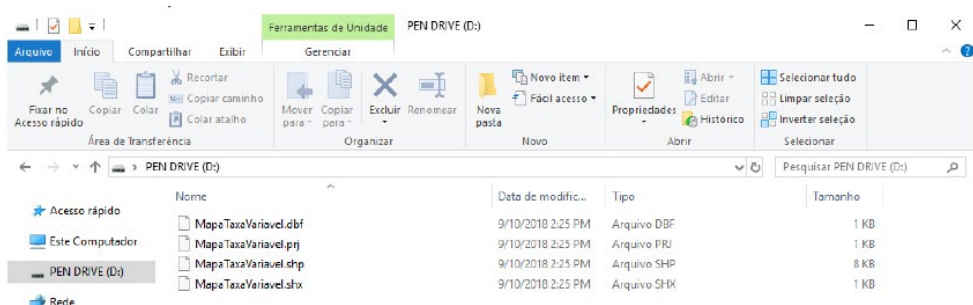 Ferramentas de Unidade PEN DRIVE (D:)
Arquivo Início Compartilhar Exibir Gerenciar
Fixar no Acesso rápido
Copiar
Colar
Recortar
Copiar caminho
Colar atalho
Área de Transferência
Mover para
Copiar para
Excluir
Renomear
Organizar
Nova pasta
Novo item
Fácil acesso
Novo
Propriedades
Abrir
Editar
Histórico
Abrir
Selecionar tudo
Limpar seleção
Inverter seleção
Selecionar
PEN DRIVE (D:) Pesquisar PEN DRIVE (D:)
Acesso rápido
Este Computador
PEN DRIVE (D:)
Rede
Nome Data de modific... Tipo Tamanho
MapaTaxaVariavel.dbf 9/10/2018 2:25 PM Arquivo DBF 1 KB
MapaTaxaVariavel.prj 9/10/2018 2:25 PM Arquivo PRJ 1 KB
MapaTaxaVariavel.shp 9/10/2018 2:25 PM Arquivo SHP 8 KB
MapaTaxaVariavel.shx 9/10/2018 2:25 PM Arquivo SHX 1 KB